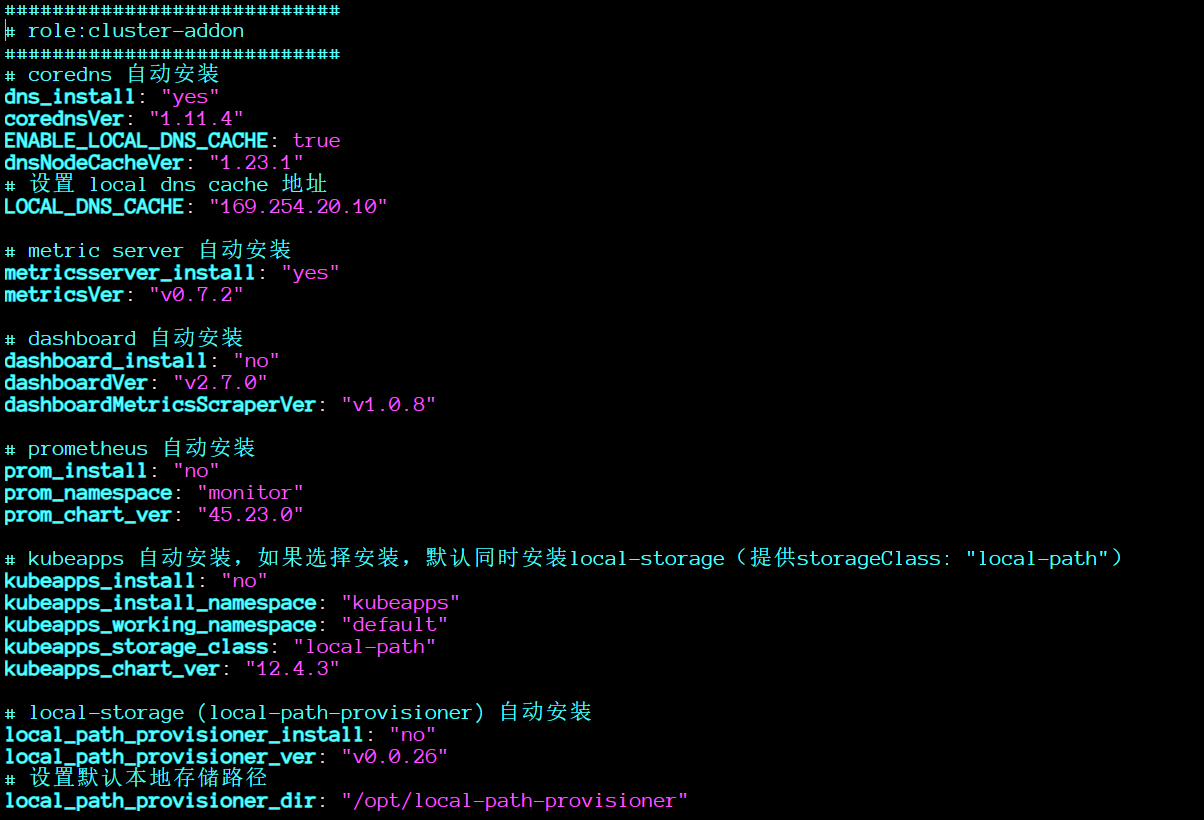 ############################
# role:cluster-addon
############################
# coredns 自动安装
dns_install: "yes"
corednsVer: "1.11.4"
ENABLE_LOCAL_DNS_CACHE: true
dnsNodeCacheVer: "1.23.1"
# 设置 local dns cache 地址
LOCAL_DNS_CACHE: "169.254.20.10"
# metric server 自动安装
metricsserver_install: "yes"
metricsVer: "v0.7.2"
# dashboard 自动安装
dashboard_install: "no"
dashboardVer: "v2.7.0"
dashboardMetricsScraperVer: "v1.0.8"
# prometheus 自动安装
prom_install: "no"
prom_namespace: "monitor"
prom_chart_ver: "45.23.0"
# kubeapps 自动安装，如果选择安装，默认同时安装local-storage（提供storageClass: "local-path"）
kubeapps_install: "no"
kubeapps_install_namespace: "kubeapps"
kubeapps_working_namespace: "default"
kubeapps_storage_class: "local-path"
kubeapps_chart_ver: "12.4.3"
# local-storage (local-path-provisioner) 自动安装
local_path_provisioner_install: "no"
local_path_provisioner_ver: "v0.0.26"
# 设置默认本地存储路径
local_path_provisioner_dir: "/opt/local-path-provisioner"